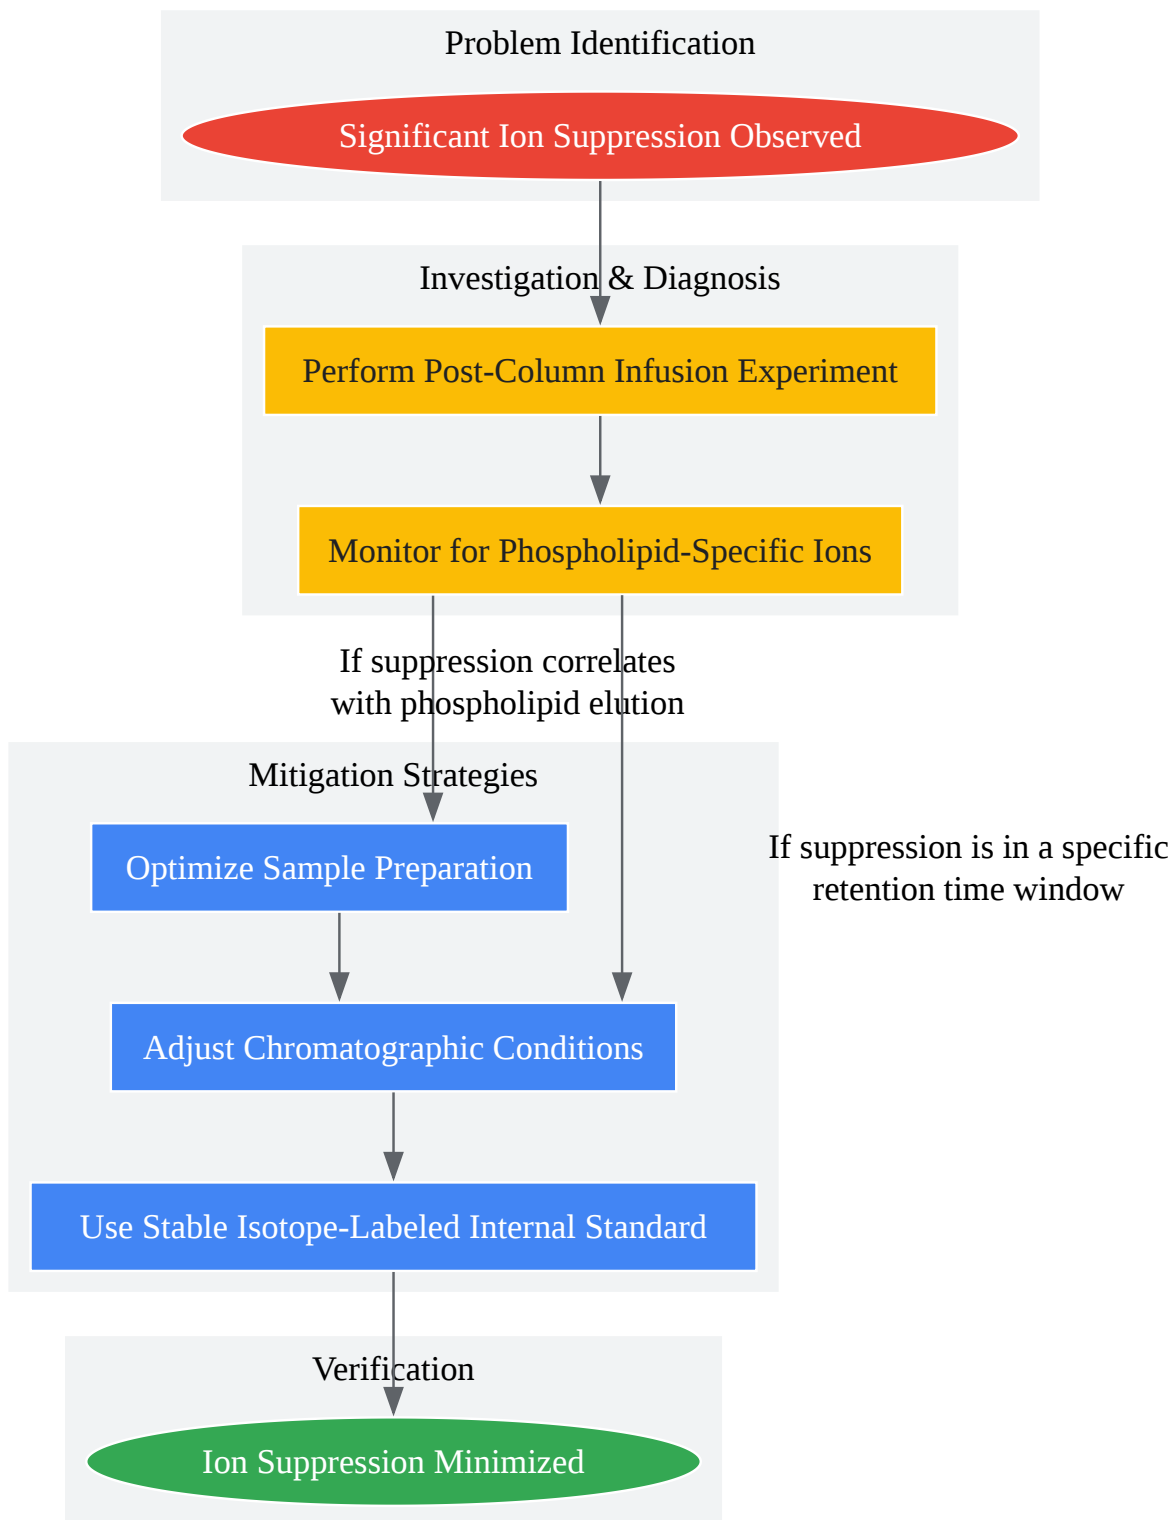 Problem Identification
Significant Ion Suppression Observed
Investigation & Diagnosis
Perform Post-Column Infusion Experiment
Monitor for Phospholipid-Specific Ions
If suppression correlates
with phospholipid elution
Mitigation Strategies
Optimize Sample Preparation
If suppression is in a specific
retention time window
Adjust Chromatographic Conditions
Use Stable Isotope-Labeled Internal Standard
Verification
Ion Suppression Minimized